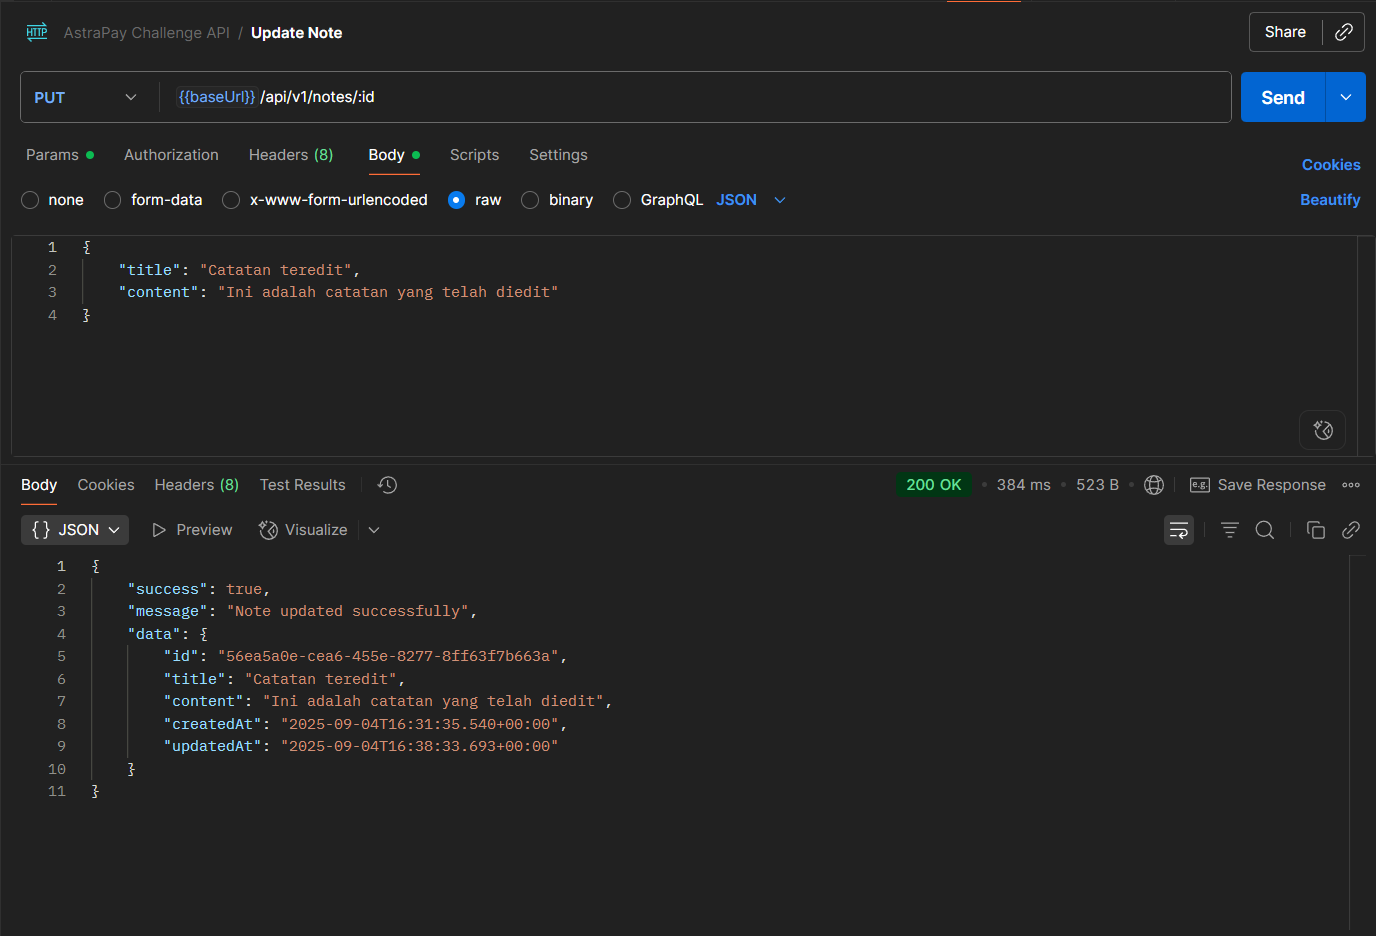 HTTP AstraPay Challenge API / Update Note Share
PUT {{baseUrl}} /api/v1/notes/:id Send
Params Authorization Headers (8) Body Scripts Settings Cookies
none form-data x-www-form-urlencoded raw binary GraphQL JSON Beautify
1 {
2 "title": "Catatan teredit",
3 "content": "Ini adalah catatan yang telah diedit"
4 }
Body Cookies Headers (8) Test Results 200 OK • 384 ms • 523 B • e.g. Save Response
{} JSON Preview Visualize
1 {
2 "success": true,
3 "message": "Note updated successfully",
4 "data": {
5 "id": "56ea5a0e-cea6-455e-8277-8ff63f7b663a",
6 "title": "Catatan teredit",
7 "content": "Ini adalah catatan yang telah diedit",
8 "createdAt": "2025-09-04T16:31:35.540+00:00",
9 "updatedAt": "2025-09-04T16:38:33.693+00:00"
10 }
11 }